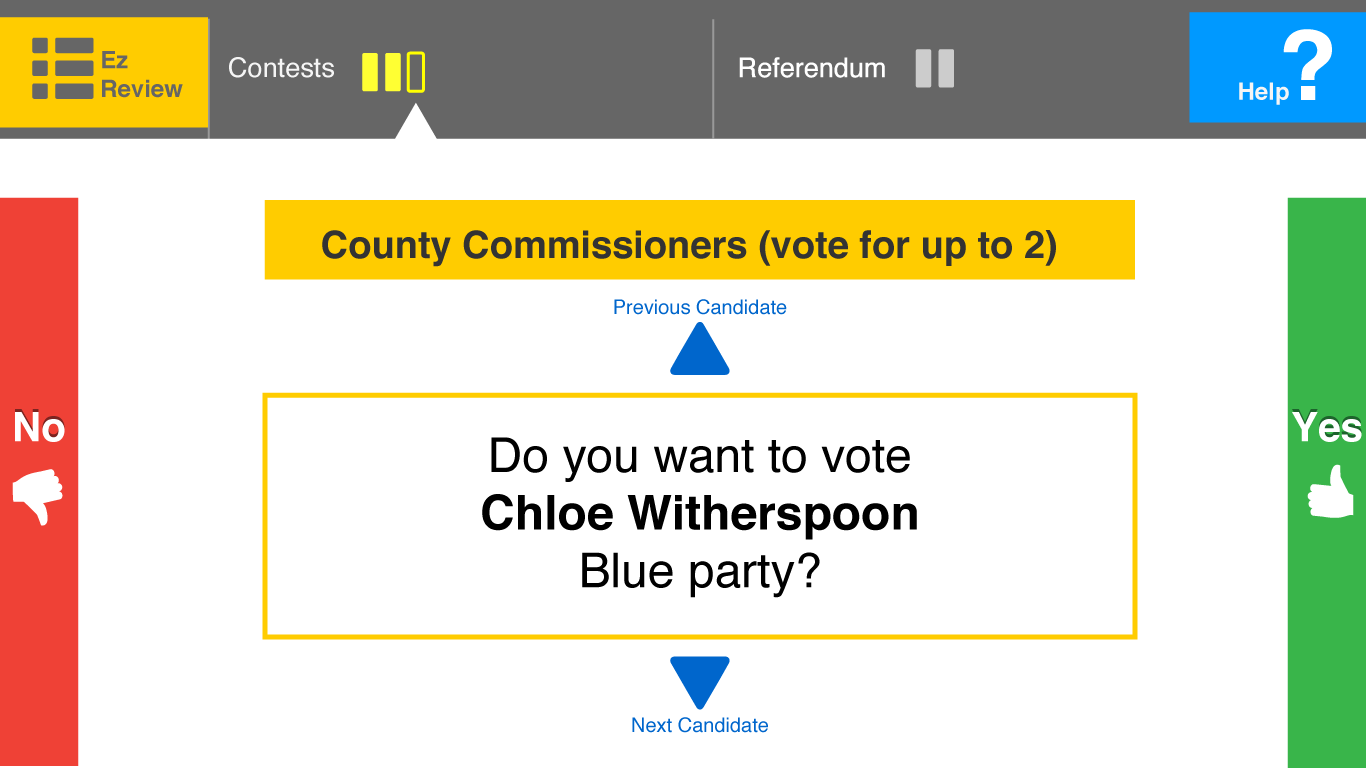 Ez
Review
Contests
Referendum
Help
?
County Commissioners (vote for up to 2)
Previous Candidate
No
Do you want to vote
Chloe Witherspoon
Blue party?
Yes
Next Candidate